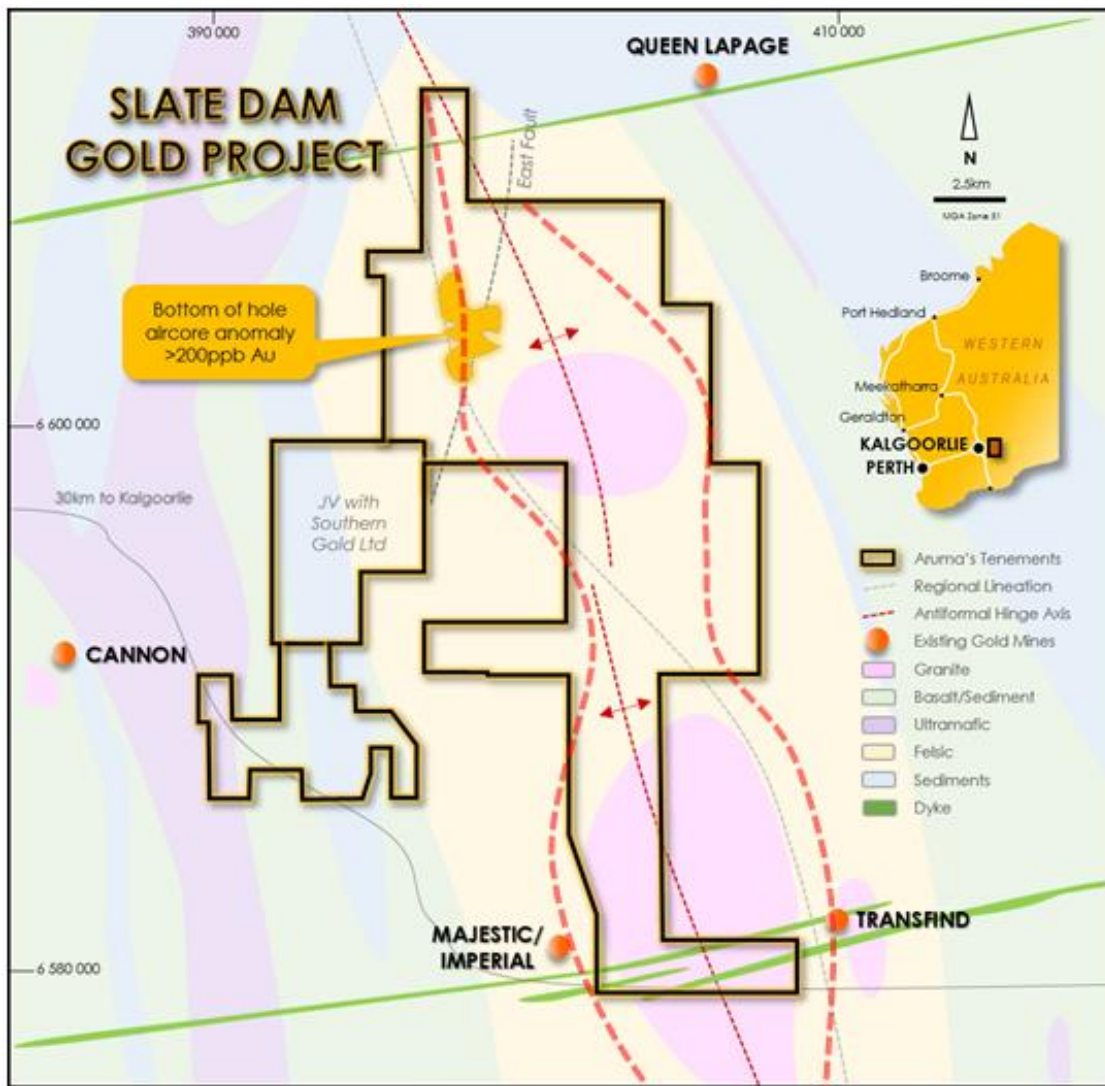 390 000
410 000
QUEEN LAPAGE
SLATE DAM
GOLD PROJECT
East Fault
N
2.5km
MGA Zone 51
Bottom of hole
aircore anomaly
>200ppb Au
Broome
Port Hedland
WESTERN
AUSTRALIA
Meekatharra
Geraldton
KALGOORLIE
PERTH
6 600 000
30km to Kalgoorlie
JV with
Southern
Gold Ltd
CANNON
Aruma's Tenements
Regional Lineation
Antiformal Hinge Axis
Existing Gold Mines
Granite
Basalt/Sediment
Ultramafic
Felsic
Sediments
Dyke
MAJESTIC/
IMPERIAL
TRANSFIND
6 580 000